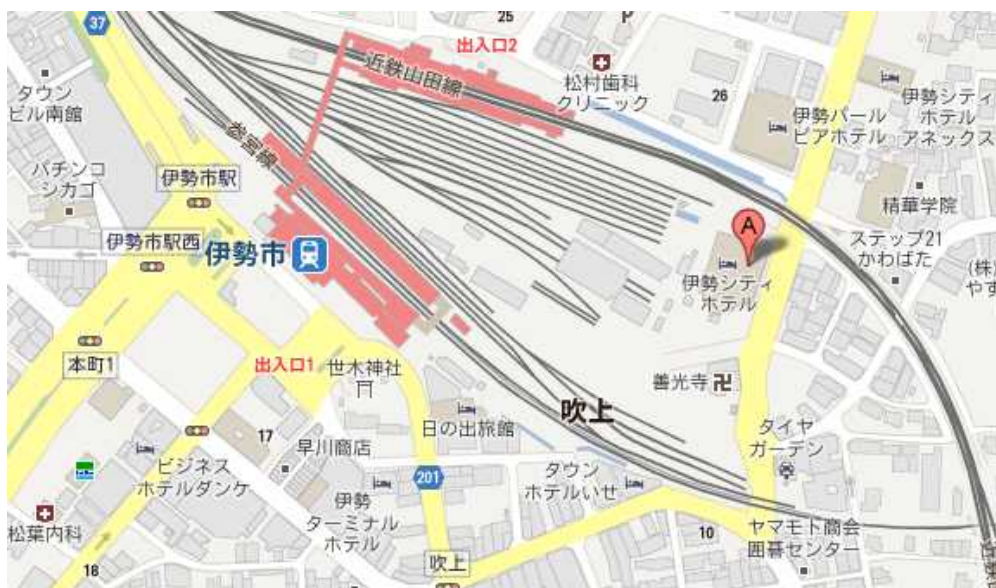 37
25
P
出入口2
近鉄山田線
松村歯科
クリニック
26
伊勢パール
ピアホテル
伊勢シティ
ホテル
アネックス
タウン
ビル南館
参宮線
パチンコ
シカゴ
伊勢市駅
精華学院
伊勢市駅西
伊勢市
A
ステップ21
かわばた
(株)
やす
伊勢シティ
ホテル
本町1
出入口1
世木神社
善光寺
吹上
17
早川商店
日の出旅館
タイヤ
ガーデン
ビジネス
ホテルダンケ
201
タウン
ホテルいせ
伊勢
ターミナル
ホテル
松葉内科
10
ヤマモト商会
囲碁センター
吹上
18